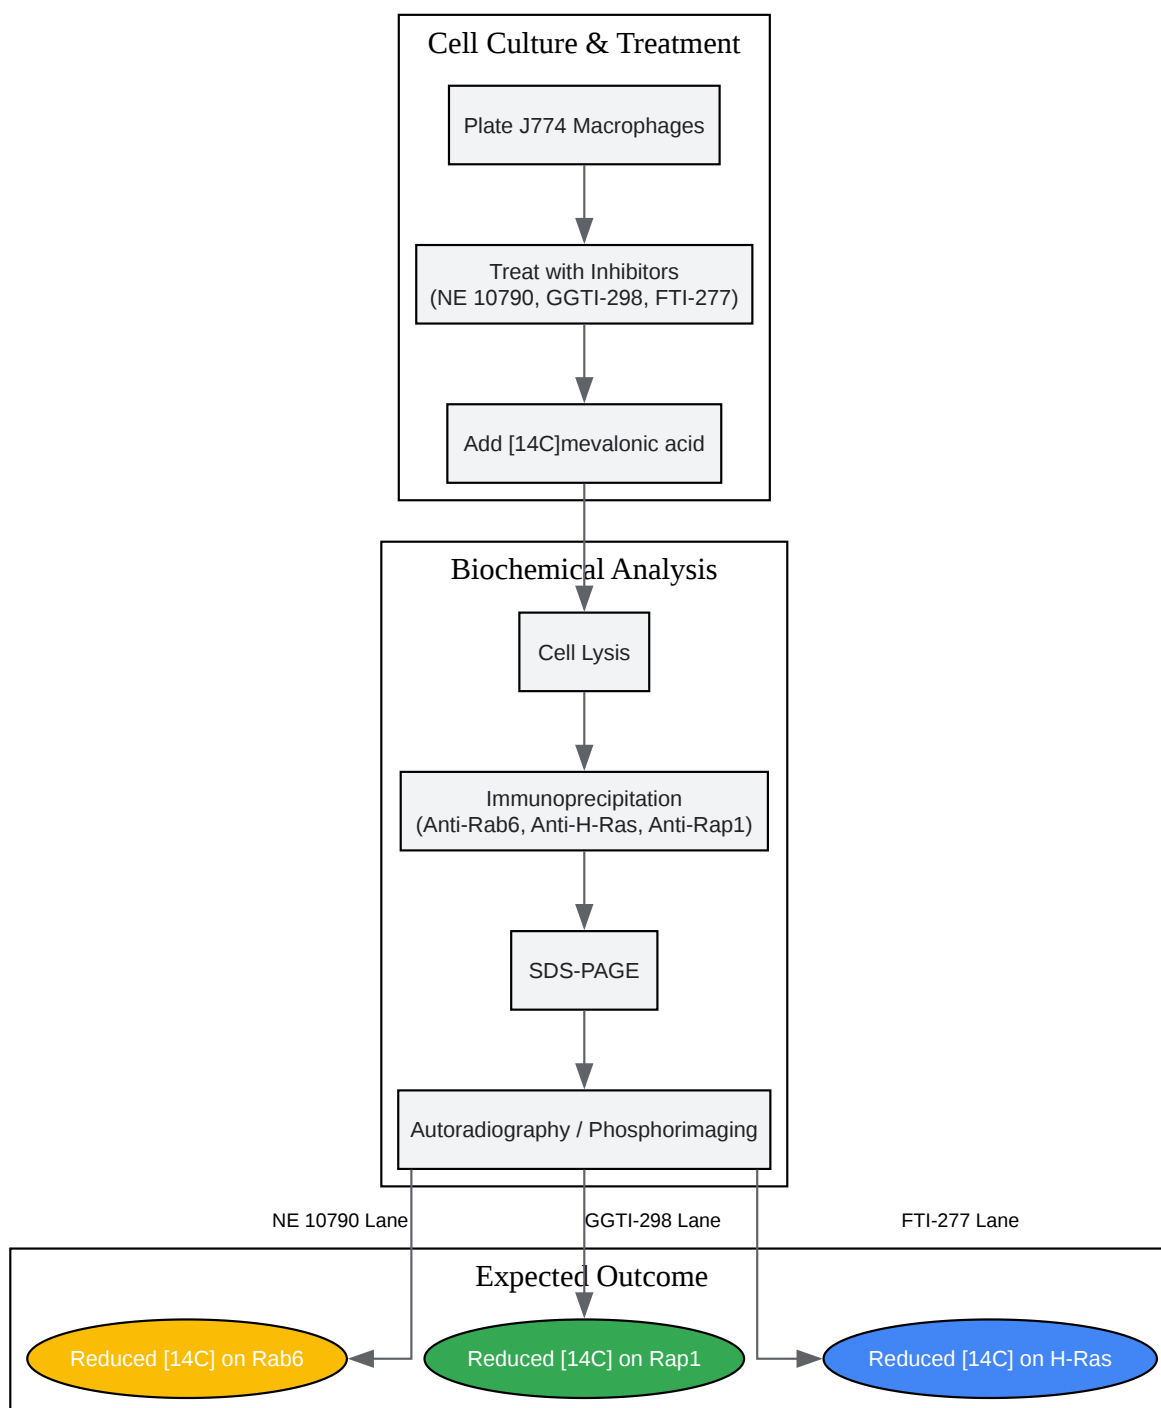 Cell Culture & Treatment
Plate J774 Macrophages
Treat with Inhibitors
(NE 10790, GGTI-298, FTI-277)
Add [14C]mevalonic acid
Biochemical Analysis
Cell Lysis
Immunoprecipitation
(Anti-Rab6, Anti-H-Ras, Anti-Rap1)
SDS-PAGE
Autoradiography / Phosphorimaging
NE 10790 Lane
GGTI-298 Lane
FTI-277 Lane
Expected Outcome
Reduced [14C] on Rab6
Reduced [14C] on Rap1
Reduced [14C] on H-Ras